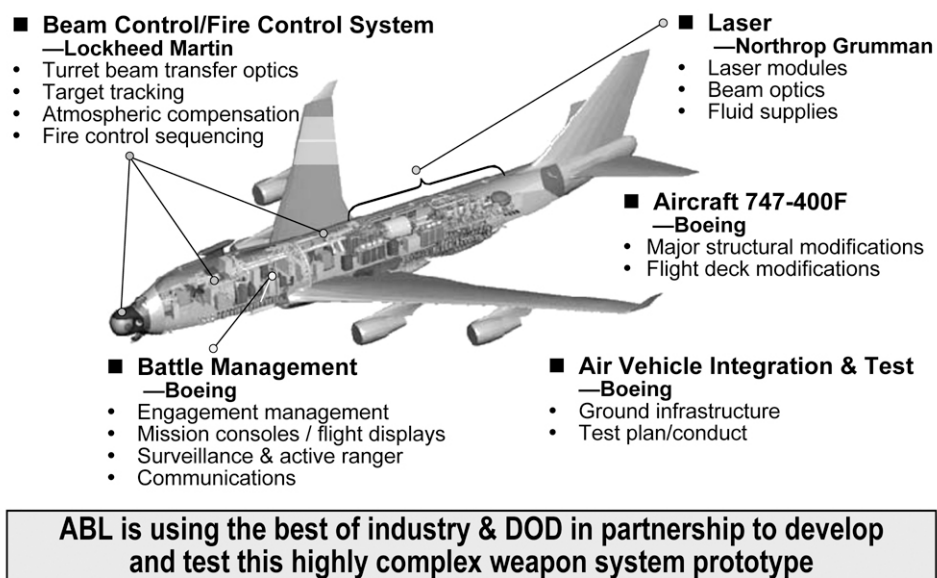 ■ Beam Control/Fire Control System
—Lockheed Martin
• Turret beam transfer optics
• Target tracking
• Atmospheric compensation
• Fire control sequencing
■ Laser
—Northrop Grumman
• Laser modules
• Beam optics
• Fluid supplies
■ Aircraft 747-400F
—Boeing
• Major structural modifications
• Flight deck modifications
■ Battle Management
—Boeing
• Engagement management
• Mission consoles / flight displays
• Surveillance & active ranger
• Communications
■ Air Vehicle Integration & Test
—Boeing
• Ground infrastructure
• Test plan/conduct
ABL is using the best of industry & DOD in partnership to develop
and test this highly complex weapon system prototype